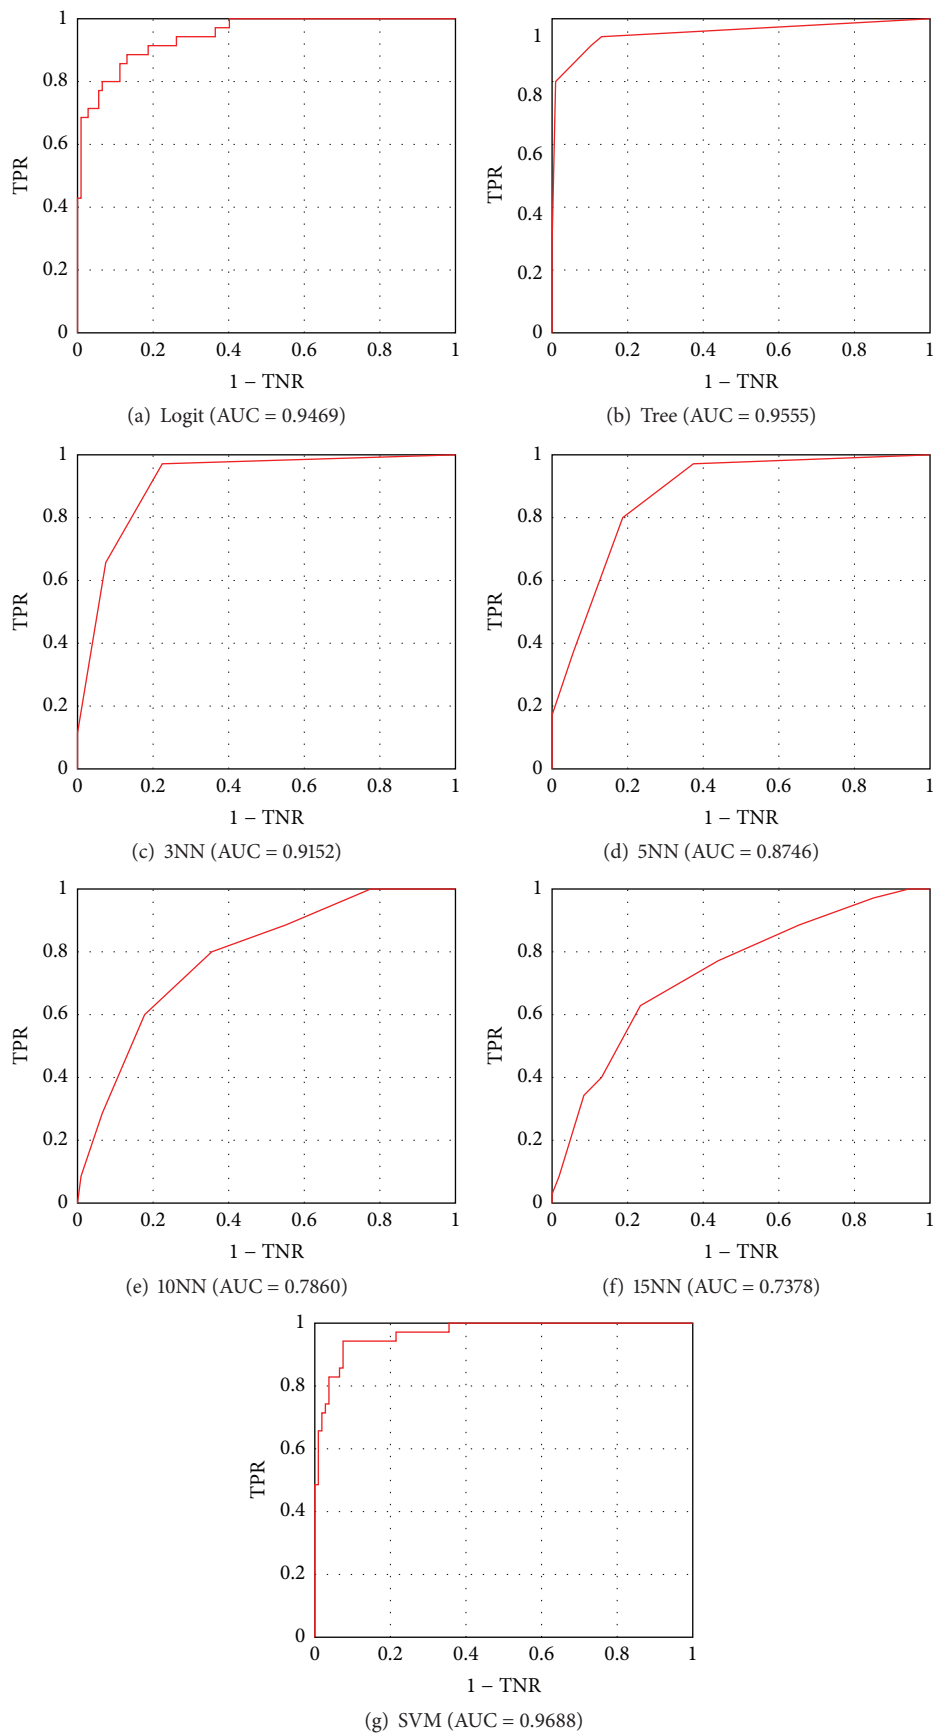 1
0.8
0.6
0.4
0.2
0
TPR
0 0.2 0.4 0.6 0.8 1
1 − TNR
(a) Logit (AUC = 0.9469)
1
0.8
0.6
0.4
0.2
0
TPR
0 0.2 0.4 0.6 0.8 1
1 − TNR
(b) Tree (AUC = 0.9555)
1
0.8
0.6
0.4
0.2
0
TPR
0 0.2 0.4 0.6 0.8 1
1 − TNR
(c) 3NN (AUC = 0.9152)
1
0.8
0.6
0.4
0.2
0
TPR
0 0.2 0.4 0.6 0.8 1
1 − TNR
(d) 5NN (AUC = 0.8746)
1
0.8
0.6
0.4
0.2
0
TPR
0 0.2 0.4 0.6 0.8 1
1 − TNR
(e) 10NN (AUC = 0.7860)
1
0.8
0.6
0.4
0.2
0
TPR
0 0.2 0.4 0.6 0.8 1
1 − TNR
(f) 15NN (AUC = 0.7378)
1
0.8
0.6
0.4
0.2
0
TPR
0 0.2 0.4 0.6 0.8 1
1 − TNR
(g) SVM (AUC = 0.9688)